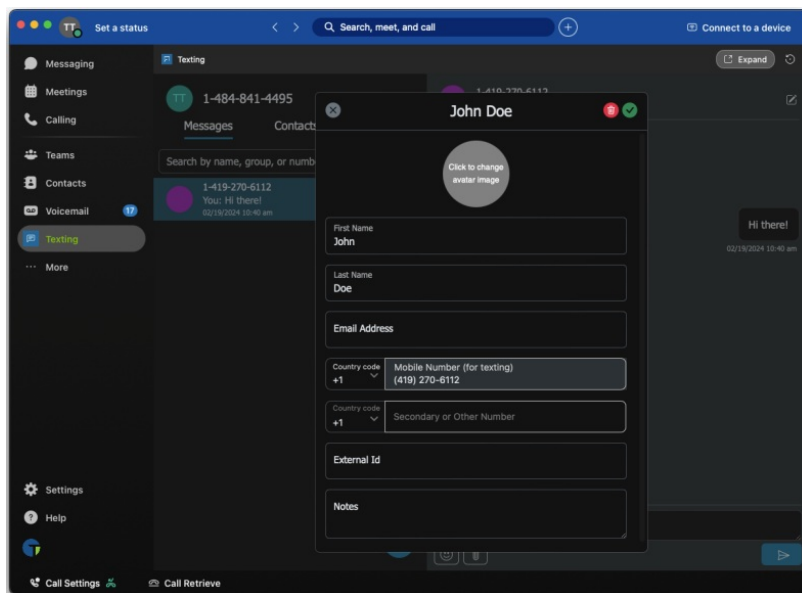 TT
Set a status
Search, meet, and call
Connect to a device
Messaging
Meetings
Calling
Teams
Contacts
Voicemail 17
Texting
More
Settings
Help
Call Settings
Call Retrieve
Texting
Expand
TT 1-484-841-4495
Messages Contacts
Search by name, group, or numb
1-419-270-6112
You: Hi there!
02/19/2024 10:40 am
1-419-270-6112
Hi there!
02/19/2024 10:40 am
John Doe
Click to change
avatar image
First Name
John
Last Name
Doe
Email Address
Country code
+1
Mobile Number (for texting)
(419) 270-6112
Country code
+1
Secondary or Other Number
External Id
Notes